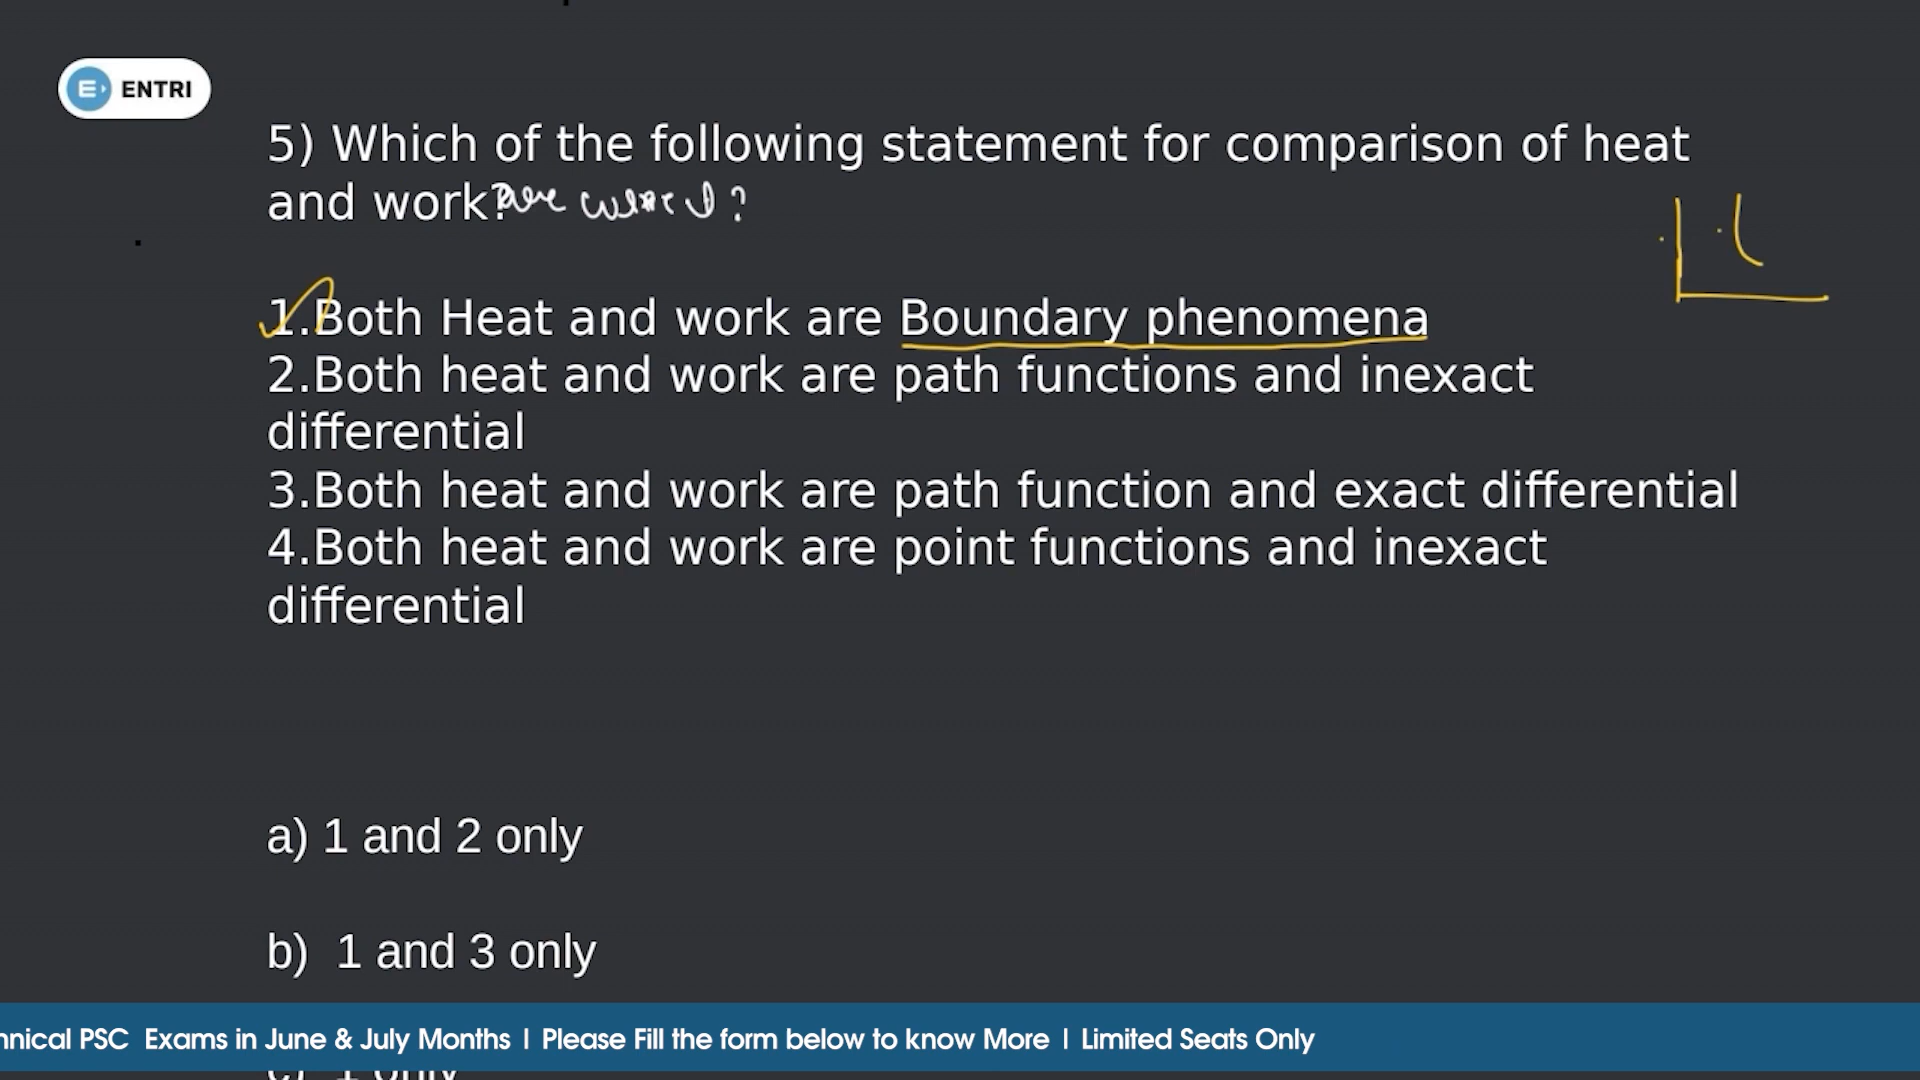 ENTRI
5) Which of the following statement for comparison of heat
and work? are
1.Both Heat and work are Boundary phenomena
2.Both heat and work are path functions and inexact
differential
3.Both heat and work are path function and exact differential
4.Both heat and work are point functions and inexact
differential
a) 1 and 2 only
b) 1 and 3 only
PSC Exams in June & July Months | Please Fill the form below to know More | Limited Seats Only
c) 1 only